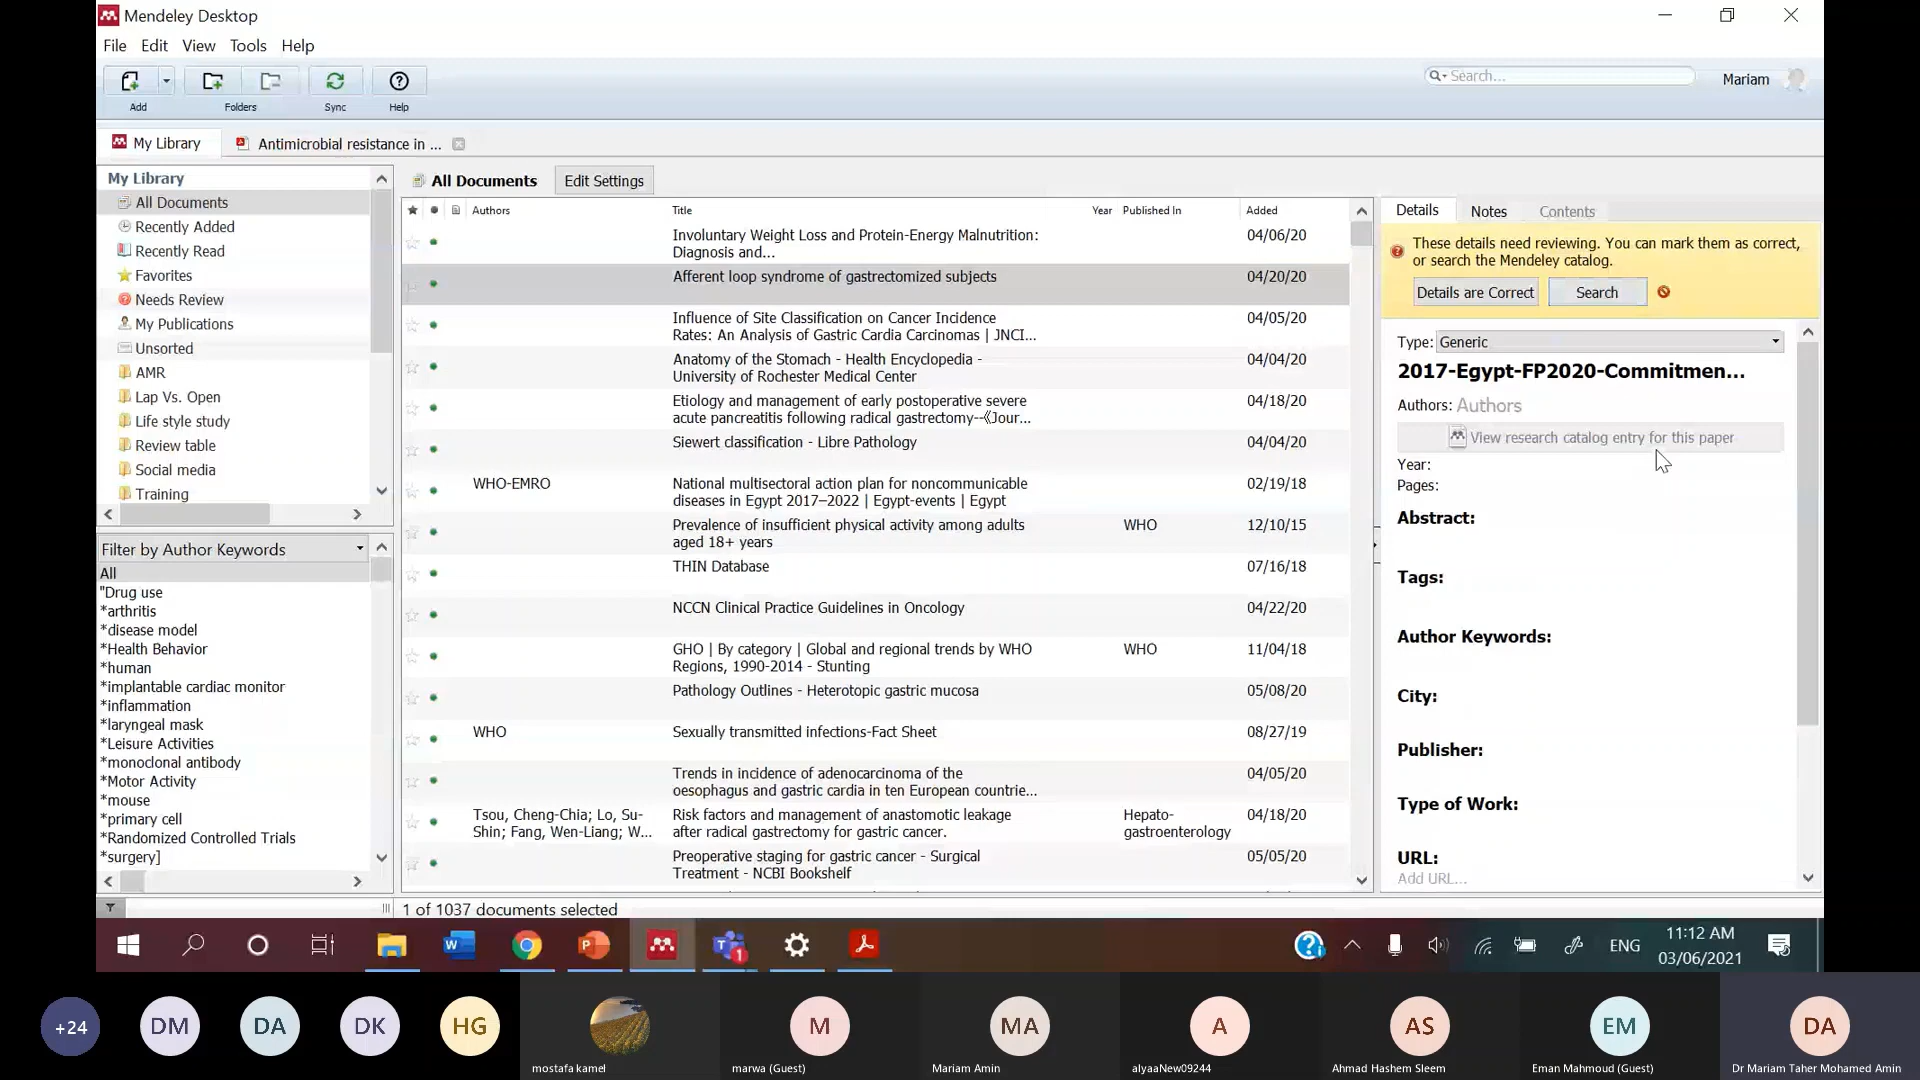 Mendeley Desktop
File Edit View Tools Help
Search...
Mariam
Add Folders Sync Help
My Library
Antimicrobial resistance in ...
My Library
All Documents
Recently Added
Recently Read
Favorites
Needs Review
My Publications
Unsorted
AMR
Lap Vs. Open
Life style study
Review table
Social media
Training
Filter by Author Keywords
All
"Drug use
*arthritis
*disease model
*Health Behavior
*human
*implantable cardiac monitor
*inflammation
*laryngeal mask
*Leisure Activities
*monoclonal antibody
*Motor Activity
*mouse
*primary cell
*Randomized Controlled Trials
*surgery]
All Documents Edit Settings
Authors Title Year Published In Added
Involuntary Weight Loss and Protein-Energy Malnutrition: 04/06/20
Diagnosis and...
Afferent loop syndrome of gastrectomized subjects 04/20/20
Influence of Site Classification on Cancer Incidence 04/05/20
Rates: An Analysis of Gastric Cardia Carcinomas | JNCI...
Anatomy of the Stomach - Health Encyclopedia - 04/04/20
University of Rochester Medical Center
Etiology and management of early postoperative severe 04/18/20
acute pancreatitis following radical gastrectomy--《Jour...
Siewert classification - Libre Pathology 04/04/20
WHO-EMRO National multisectoral action plan for noncommunicable 02/19/18
diseases in Egypt 2017–2022 | Egypt-events | Egypt
Prevalence of insufficient physical activity among adults WHO 12/10/15
aged 18+ years
THIN Database 07/16/18
NCCN Clinical Practice Guidelines in Oncology 04/22/20
GHO | By category | Global and regional trends by WHO WHO 11/04/18
Regions, 1990-2014 - Stunting
Pathology Outlines - Heterotopic gastric mucosa 05/08/20
WHO Sexually transmitted infections-Fact Sheet 08/27/19
Trends in incidence of adenocarcinoma of the 04/05/20
oesophagus and gastric cardia in ten European countrie...
Tsou, Cheng-Chia; Lo, Su- Risk factors and management of anastomotic leakage Hepato- 04/18/20
Shin; Fang, Wen-Liang; W... after radical gastrectomy for gastric cancer. gastroenterology
Preoperative staging for gastric cancer - Surgical 05/05/20
Treatment - NCBI Bookshelf
1 of 1037 documents selected
Details Notes Contents
These details need reviewing. You can mark them as correct,
or search the Mendeley catalog.
Details are Correct Search
Type: Generic
2017-Egypt-FP2020-Commitmen...
Authors: Authors
View research catalog entry for this paper
Year:
Pages:
Abstract:
Tags:
Author Keywords:
City:
Publisher:
Type of Work:
URL:
Add URL...
ENG
11:12 AM
03/06/2021
+24 DM DA DK HG M MA A AS EM DA
mostafa kamel marwa (Guest) Mariam Amin alyaaNew09244 Ahmad Hashem Sleem Eman Mahmoud (Guest) Dr Mariam Taher Mohamed Amin